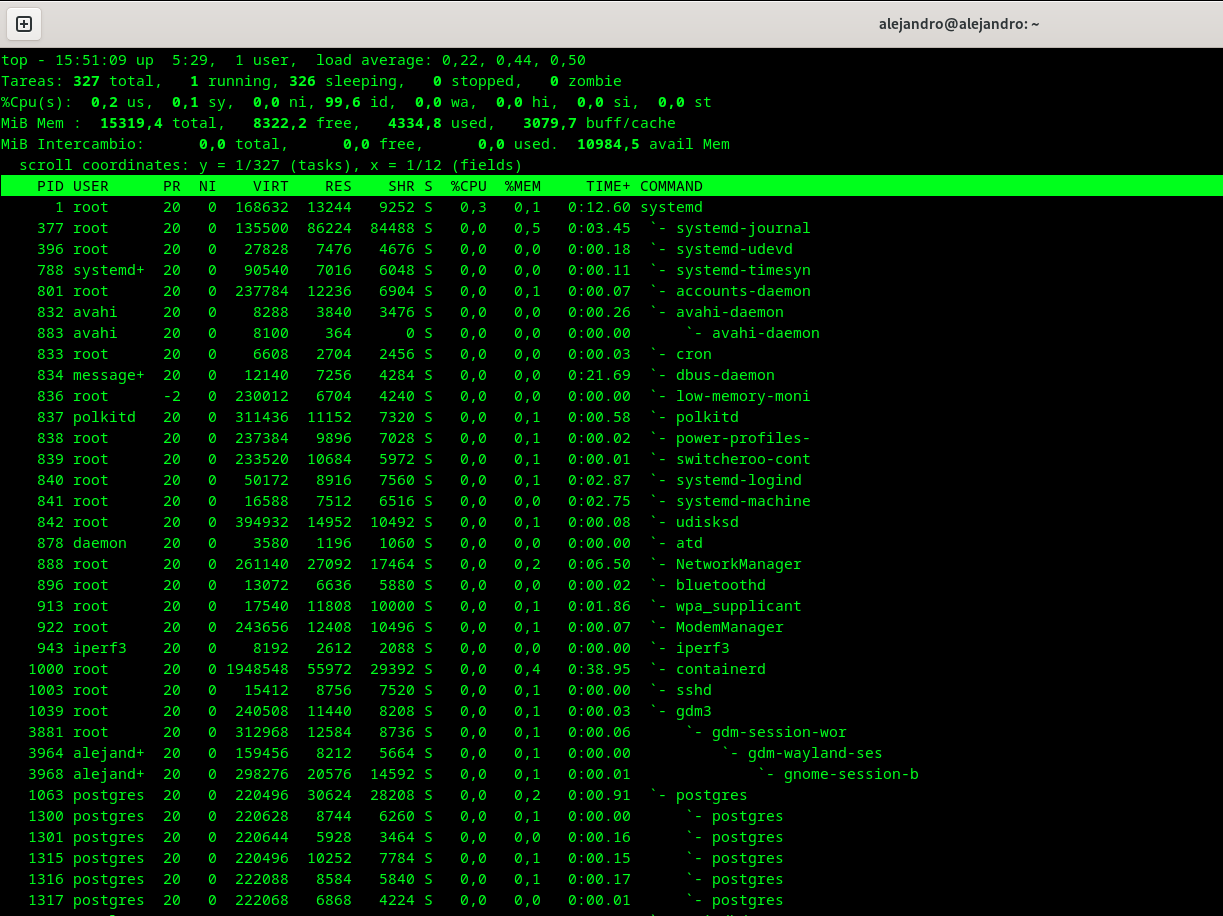 alejandro@alejandro: ~
top - 15:51:09 up  5:29,  1 user,  load average: 0,22, 0,44, 0,50
Tareas: 327 total,   1 running, 326 sleeping,   0 stopped,   0 zombie
%Cpu(s):  0,2 us,  0,1 sy,  0,0 ni, 99,6 id,  0,0 wa,  0,0 hi,  0,0 si,  0,0 st
MiB Mem :  15319,4 total,   8322,2 free,   4334,8 used,   3079,7 buff/cache
MiB Intercambio:      0,0 total,      0,0 free,      0,0 used.  10984,5 avail Mem
  scroll coordinates: y = 1/327 (tasks), x = 1/12 (fields)
    PID USER      PR  NI    VIRT    RES    SHR S  %CPU  %MEM     TIME+ COMMAND
      1 root      20   0  168632  13244   9252 S   0,3   0,1   0:12.60 systemd
    377 root      20   0  135500  86224  84488 S   0,0   0,5   0:03.45  `- systemd-journal
    396 root      20   0   27828   7476   4676 S   0,0   0,0   0:00.18  `- systemd-udevd
    788 systemd+  20   0   90540   7016   6048 S   0,0   0,0   0:00.11  `- systemd-timesyn
    801 root      20   0  237784  12236   6904 S   0,0   0,1   0:00.07  `- accounts-daemon
    832 avahi     20   0    8288   3840   3476 S   0,0   0,0   0:00.26  `- avahi-daemon
    883 avahi     20   0    8100    364      0 S   0,0   0,0   0:00.00      `- avahi-daemon
    833 root      20   0    6608   2704   2456 S   0,0   0,0   0:00.03  `- cron
    834 message+  20   0   12140   7256   4284 S   0,0   0,0   0:21.69  `- dbus-daemon
    836 root      -2   0  230012   6704   4240 S   0,0   0,0   0:00.00  `- low-memory-moni
    837 polkitd   20   0  311436  11152   7320 S   0,0   0,1   0:00.58  `- polkitd
    838 root      20   0  237384   9896   7028 S   0,0   0,1   0:00.02  `- power-profiles-
    839 root      20   0  233520  10684   5972 S   0,0   0,1   0:00.01  `- switcheroo-cont
    840 root      20   0   50172   8916   7560 S   0,0   0,1   0:02.87  `- systemd-logind
    841 root      20   0   16588   7512   6516 S   0,0   0,0   0:02.75  `- systemd-machine
    842 root      20   0  394932  14952  10492 S   0,0   0,1   0:00.08  `- udisksd
    878 daemon    20   0    3580   1196   1060 S   0,0   0,0   0:00.00  `- atd
    888 root      20   0  261140  27092  17464 S   0,0   0,2   0:06.50  `- NetworkManager
    896 root      20   0   13072   6636   5880 S   0,0   0,0   0:00.02  `- bluetoothd
    913 root      20   0   17540  11808  10000 S   0,0   0,1   0:01.86  `- wpa_supplicant
    922 root      20   0  243656  12408  10496 S   0,0   0,1   0:00.07  `- ModemManager
    943 iperf3    20   0    8192   2612   2088 S   0,0   0,0   0:00.00  `- iperf3
   1000 root      20   0 1948548  55972  29392 S   0,0   0,4   0:38.95  `- containerd
   1003 root      20   0   15412   8756   7520 S   0,0   0,1   0:00.00  `- sshd
   1039 root      20   0  240508  11440   8208 S   0,0   0,1   0:00.03  `- gdm3
   3881 root      20   0  312968  12584   8736 S   0,0   0,1   0:00.06      `- gdm-session-wor
   3964 alejand+  20   0  159456   8212   5664 S   0,0   0,1   0:00.00          `- gdm-wayland-ses
   3968 alejand+  20   0  298276  20576  14592 S   0,0   0,1   0:00.01              `- gnome-session-b
   1063 postgres  20   0  220496  30624  28208 S   0,0   0,2   0:00.91  `- postgres
   1300 postgres  20   0  220628   8744   6260 S   0,0   0,1   0:00.00      `- postgres
   1301 postgres  20   0  220644   5928   3464 S   0,0   0,0   0:00.16      `- postgres
   1315 postgres  20   0  220496  10252   7784 S   0,0   0,1   0:00.15      `- postgres
   1316 postgres  20   0  222088   8584   5840 S   0,0   0,1   0:00.17      `- postgres
   1317 postgres  20   0  222068   6868   4224 S   0,0   0,0   0:00.01      `- postgres